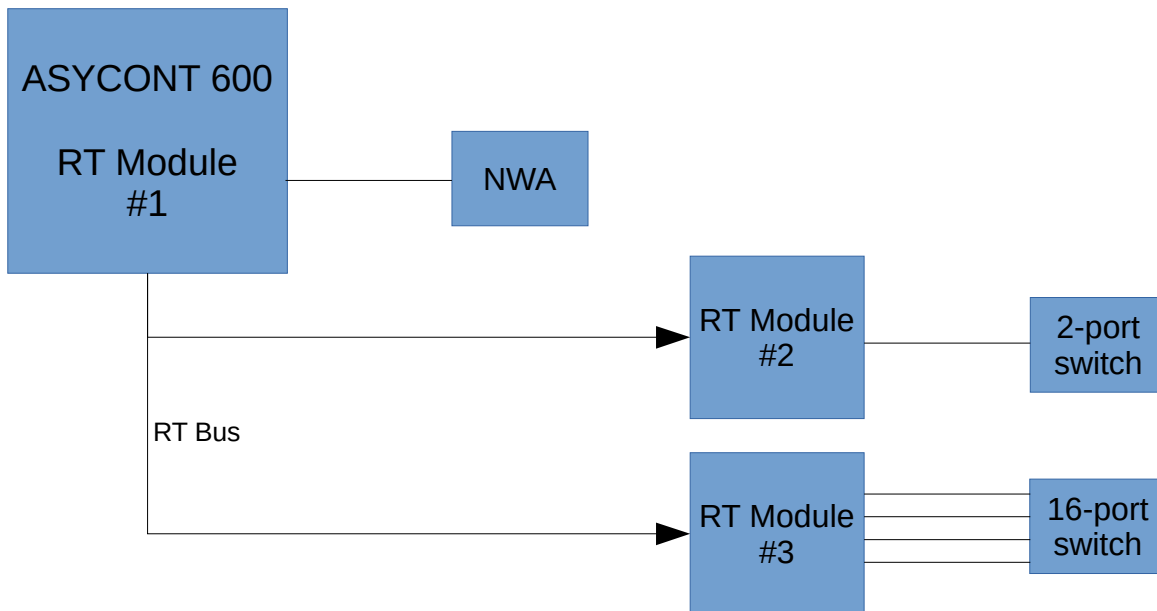 ASYCONT 600
RT Module
#1
NWA
RT Module
#2
2-port
switch
RT Bus
RT Module
#3
16-port
switch